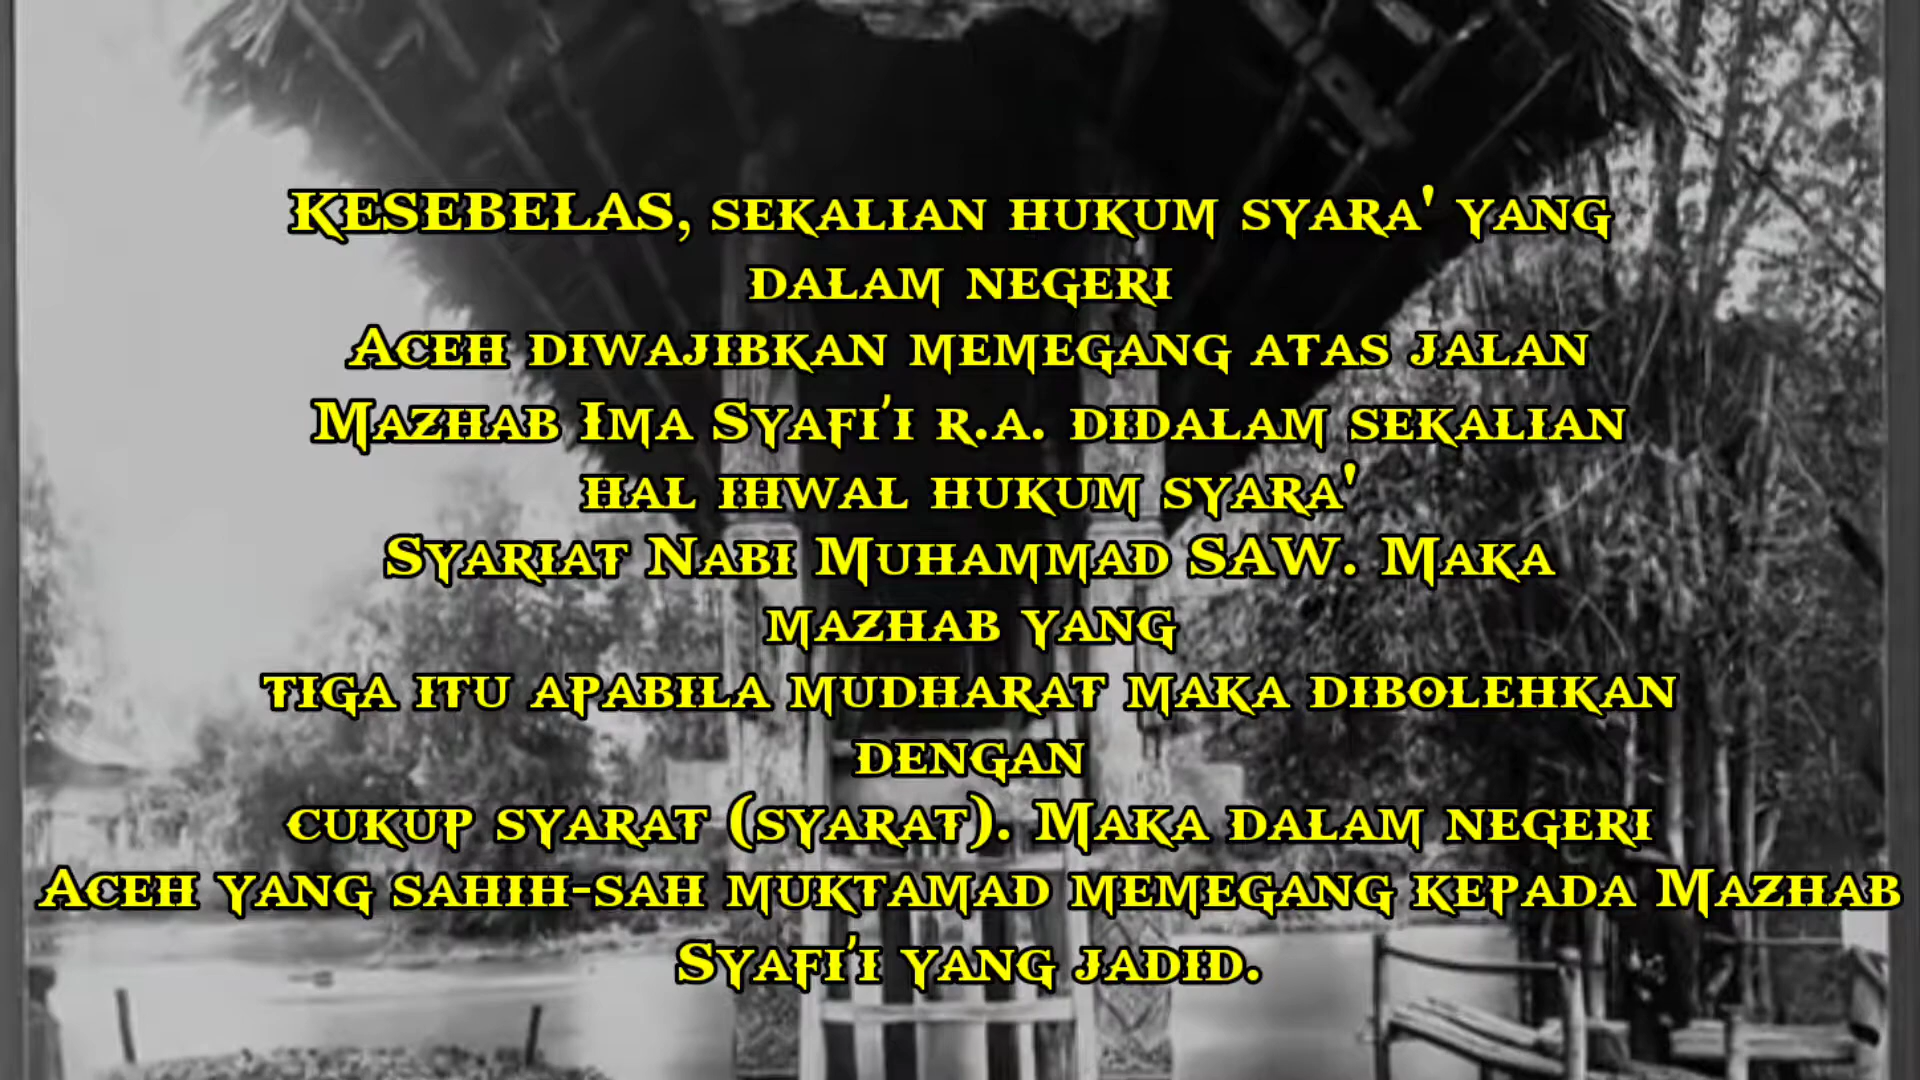 KESEBELAS, SEKALIAN HUKUM SYARA' YANG
DALAM NEGERI
ACEH DIWAJIBKAN MEMEGANG ATAS JALAN
MAZHAB IMA SYAFI'I R.A. DIDALAM SEKALIAN
HAL IHWAL HUKUM SYARA'
SYARIAT NABI MUHAMMAD SAW. MAKA
MAZHAB YANG
TIGA ITU APABILA MUDHARAT MAKA DIBOLEHKAN
DENGAN
CUKUP SYARAT (SYARAT). MAKA DALAM NEGERI
ACEH YANG SAHIH-SAH MUKTAMAD MEMEGANG KEPADA MAZHAB
SYAFI'I YANG JADID.